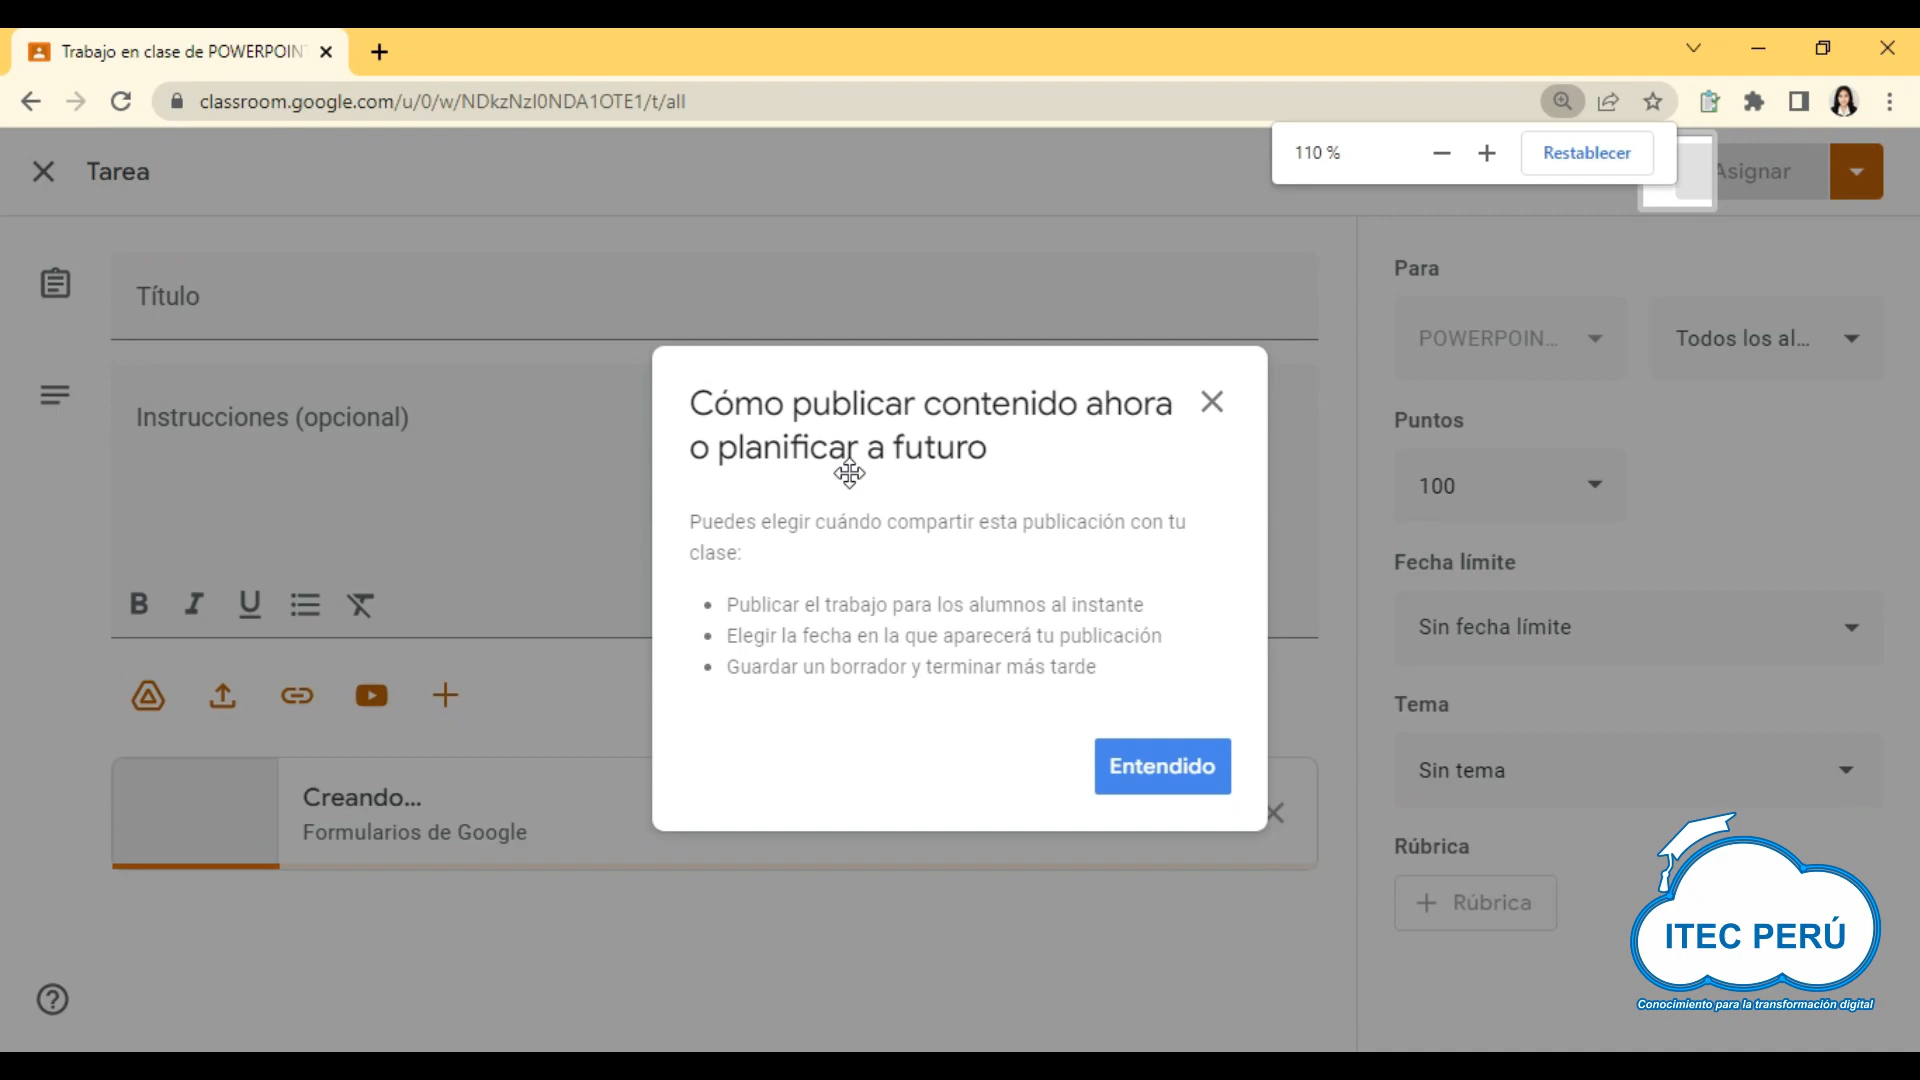 Trabajo en clase de POWERPOIN
classroom.google.com/u/0/w/NDkzNzI0NDA1OTE1/t/all
110 %
Restablecer
Tarea
Asignar
Título
Instrucciones (opcional)
Cómo publicar contenido ahora
o planificar a futuro
Puedes elegir cuándo compartir esta publicación con tu
clase:
• Publicar el trabajo para los alumnos al instante
• Elegir la fecha en la que aparecerá tu publicación
• Guardar un borrador y terminar más tarde
Entendido
B I U
Creando...
Formularios de Google
Para
POWERPOIN...
Todos los al...
Puntos
100
Fecha límite
Sin fecha límite
Tema
Sin tema
Rúbrica
Rúbrica
ITEC PERÚ
Conocimiento para la transformación digital